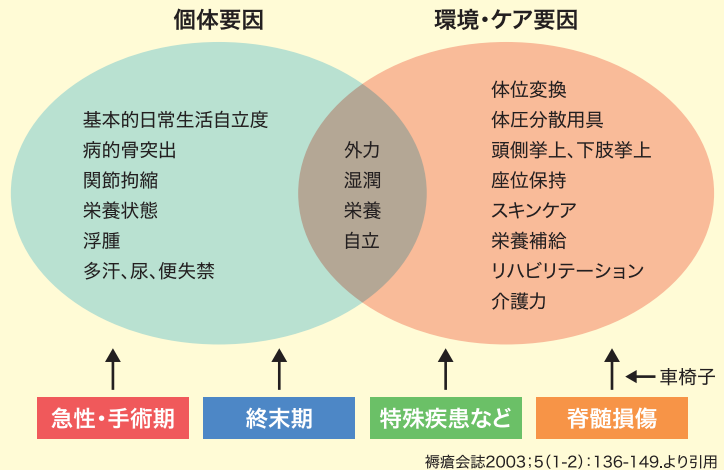 個体要因
環境・ケア要因
基本的日常生活自立度
病的骨突出
関節拘縮
栄養状態
浮腫
多汗、尿、便失禁
外力
湿潤
栄養
自立
体位変換
体圧分散用具
頭側挙上、下肢挙上
座位保持
スキンケア
栄養補給
リハビリテーション
介護力
車椅子
急性・手術期
終末期
特殊疾患など
脊髄損傷
褥瘡会誌2003;5(1-2):136-149.より引用